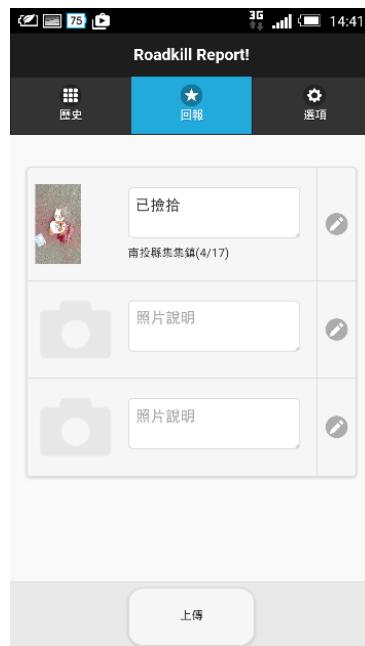 75
3G
14:41
Roadkill Report!
歷史
回報
選項
已撿拾
南投縣集集鎮(4/17)
照片說明
照片說明
上傳